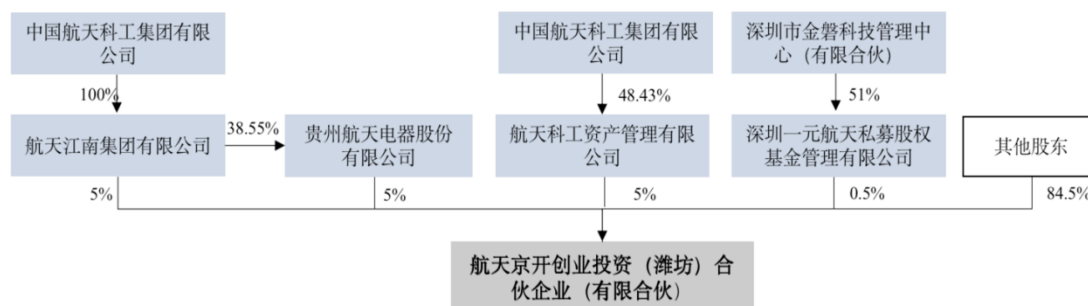 中国航天科工集团有限
公司
中国航天科工集团有限
公司
深圳市金磐科技管理中
心（有限合伙）
100%
48.43%
51%
航天江南集团有限公司
38.55%
贵州航天电器股份
有限公司
航天科工资产管理有限
公司
深圳一元航天私募股权
基金管理有限公司
其他股东
5%
5%
5%
0.5%
84.5%
航天京开创业投资（潍坊）合
伙企业（有限合伙）